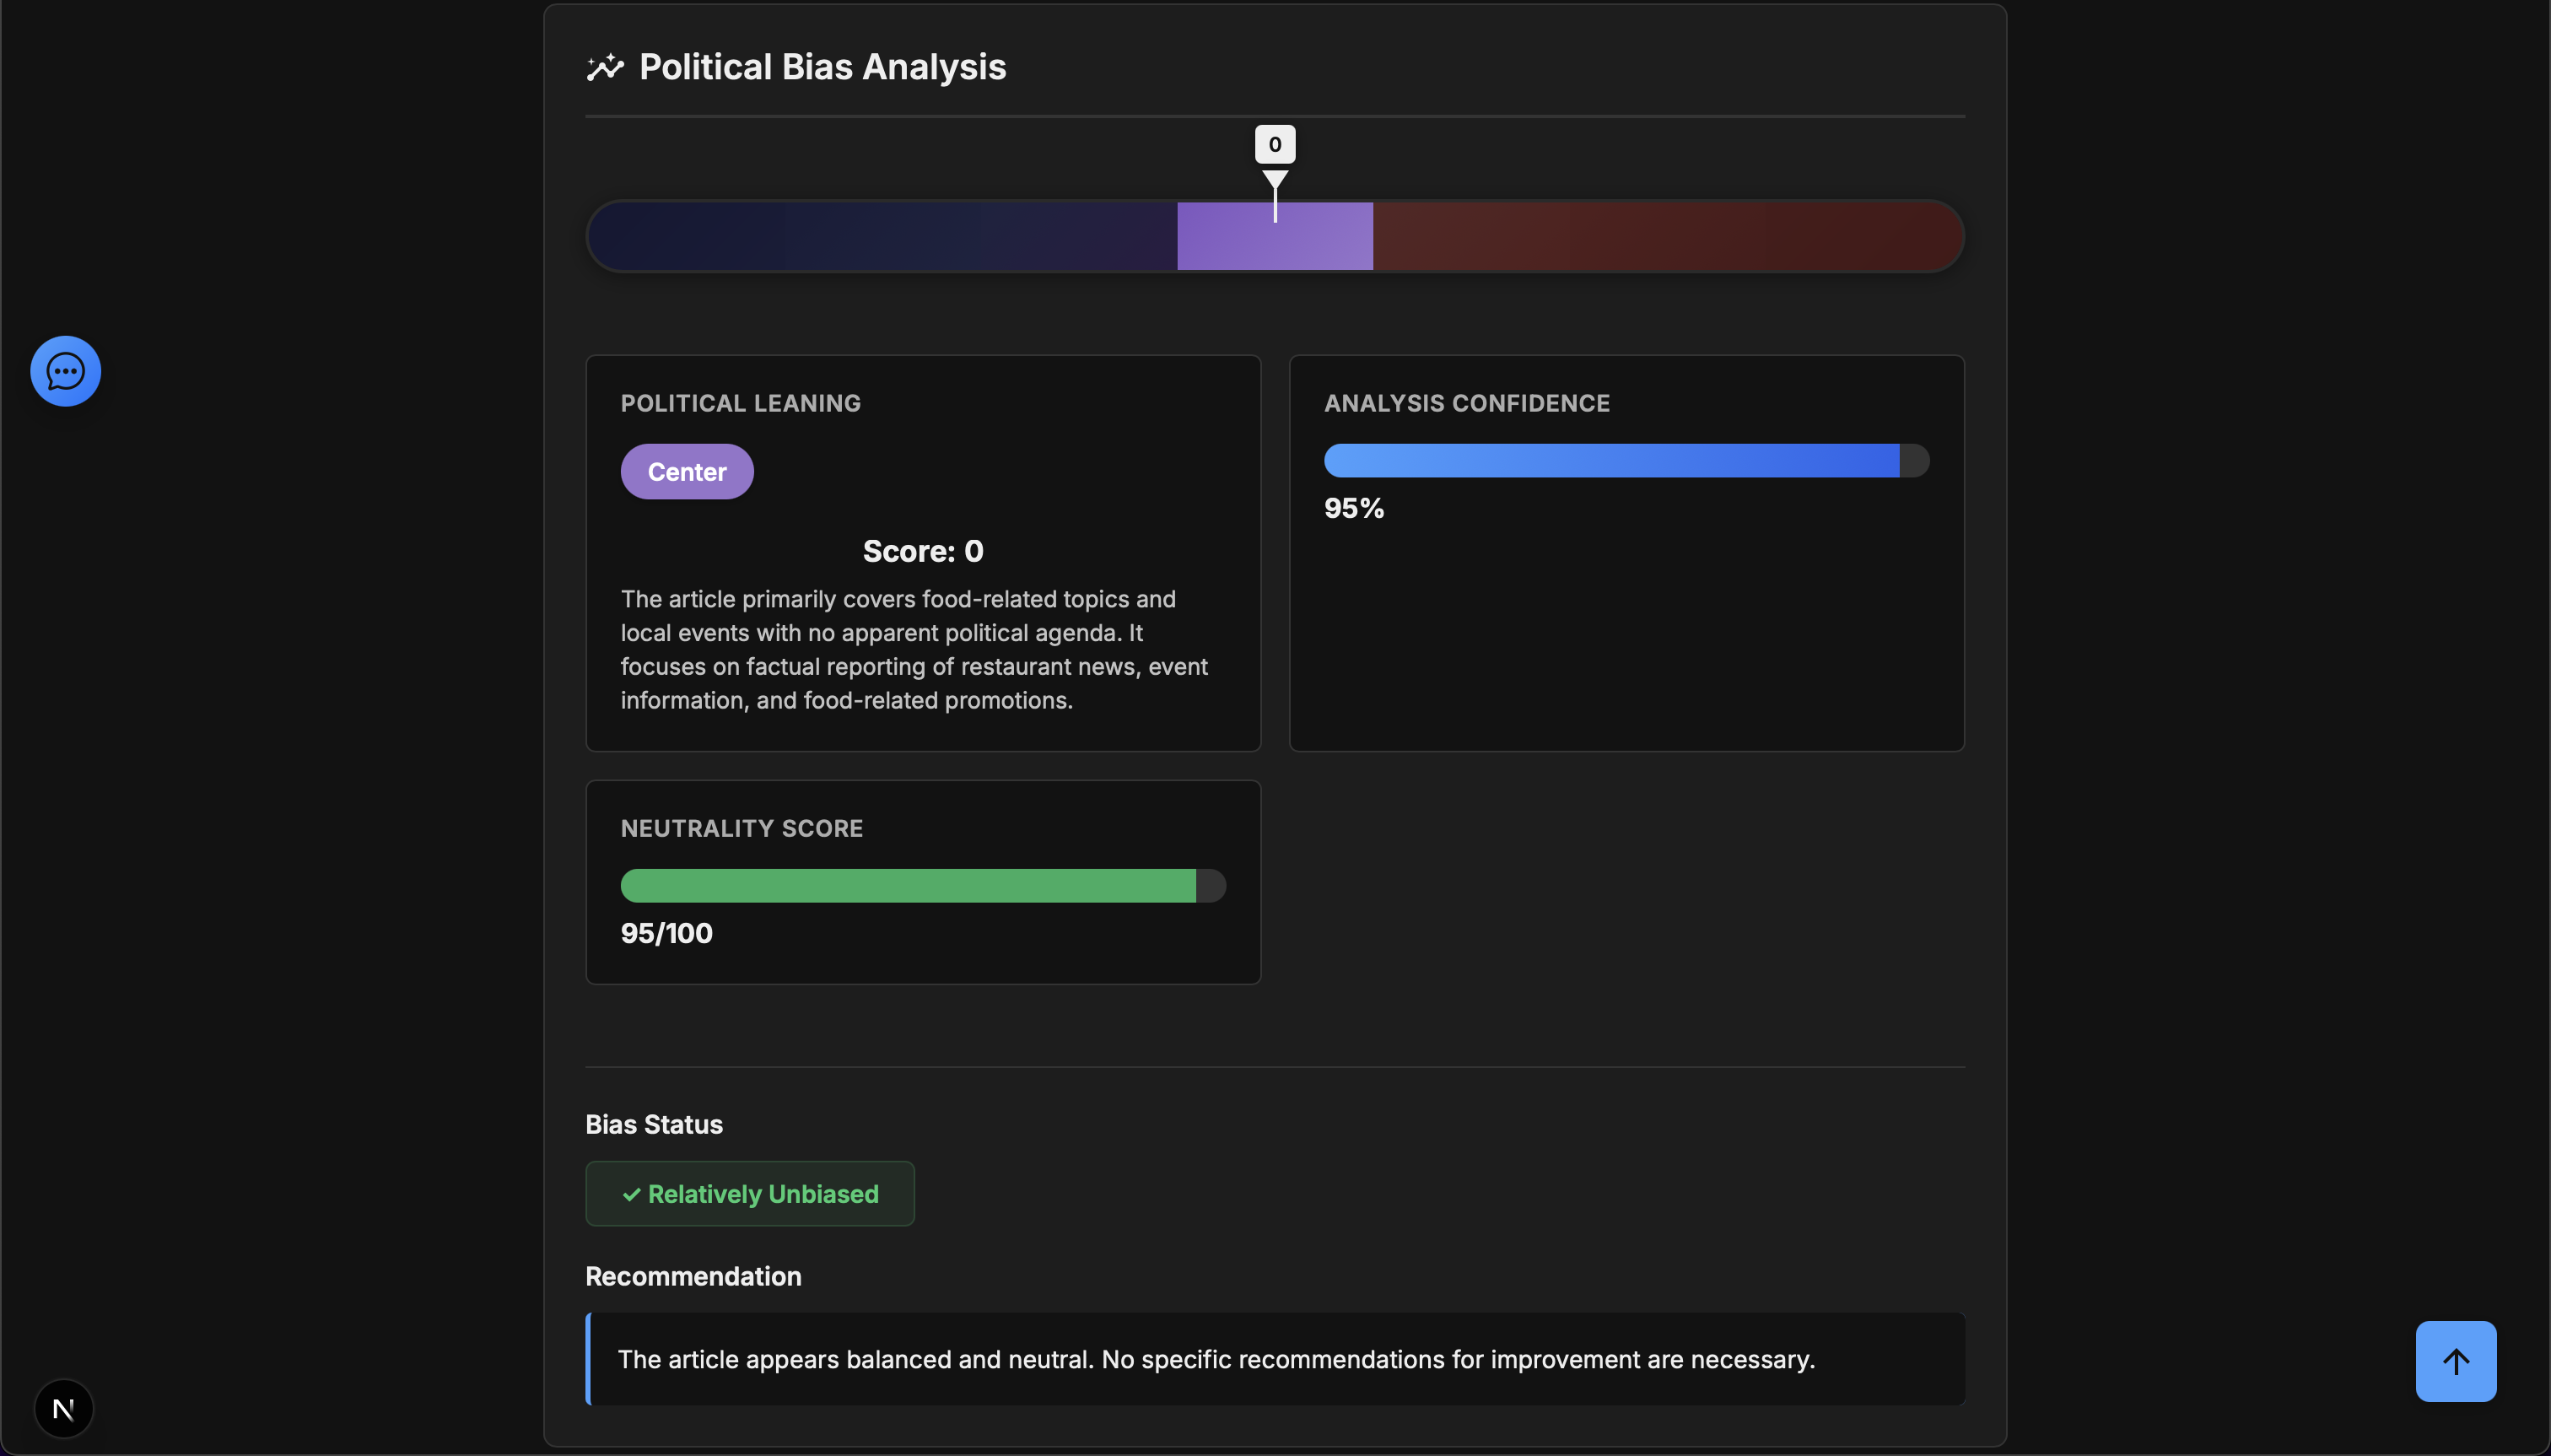 Political Bias Analysis
0
POLITICAL LEANING
Center
Score: 0
The article primarily covers food-related topics and
local events with no apparent political agenda. It
focuses on factual reporting of restaurant news, event
information, and food-related promotions.
ANALYSIS CONFIDENCE
95%
NEUTRALITY SCORE
95/100
Bias Status
✓ Relatively Unbiased
Recommendation
The article appears balanced and neutral. No specific recommendations for improvement are necessary.
N